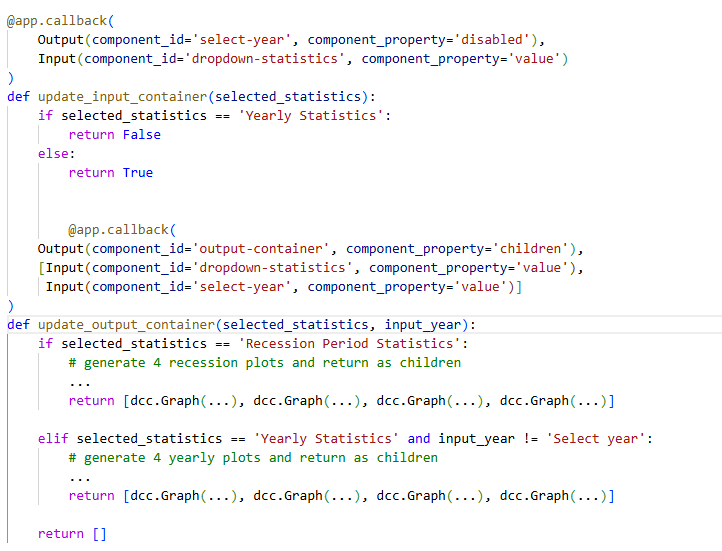 @app.callback(
    Output(component_id='select-year', component_property='disabled'),
    Input(component_id='dropdown-statistics', component_property='value')
)
def update_input_container(selected_statistics):
    if selected_statistics == 'Yearly Statistics':
        return False
    else:
        return True
        @app.callback(
    Output(component_id='output-container', component_property='children'),
    [Input(component_id='dropdown-statistics', component_property='value'),
     Input(component_id='select-year', component_property='value')]
)
def update_output_container(selected_statistics, input_year):
    if selected_statistics == 'Recession Period Statistics':
        # generate 4 recession plots and return as children
        ...
        return [dcc.Graph(...), dcc.Graph(...), dcc.Graph(...), dcc.Graph(...)]
    elif selected_statistics == 'Yearly Statistics' and input_year != 'Select year':
        # generate 4 yearly plots and return as children
        ...
        return [dcc.Graph(...), dcc.Graph(...), dcc.Graph(...), dcc.Graph(...)]
    return []